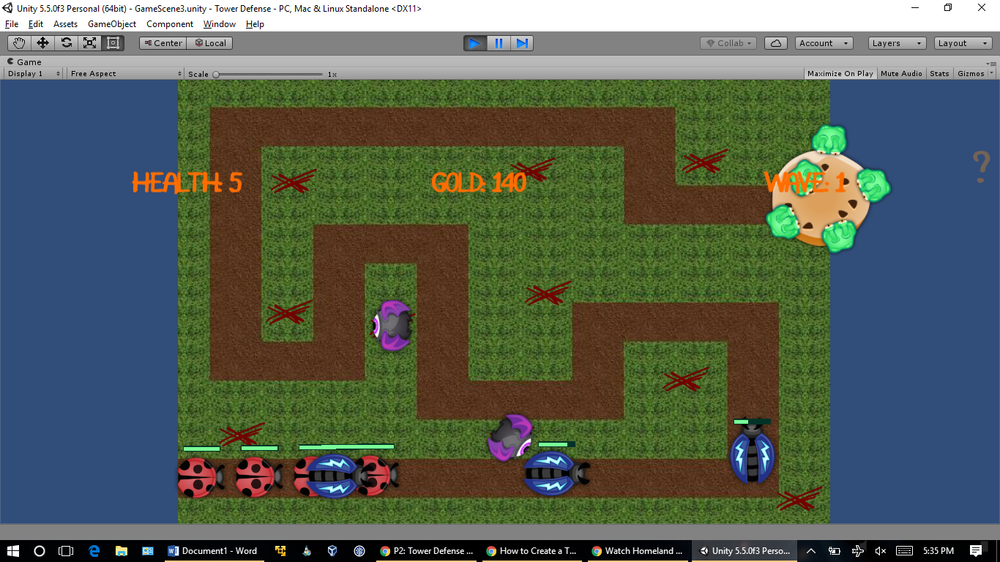 Unity 5.5.0f3 Personal (64bit) - GameScene3.unity - Tower Defense - PC, Mac & Linux Standalone <DX11>
File Edit Assets GameObject Component Window Help
Center Local Collab Account Layers Layout
Game
Display 1 Free Aspect Scale 1x Maximize On Play Mute Audio Stats Gizmos
?
HEALTH: 5 GOLD: 140 WAVE: 1
Document1 - Word P2: Tower Defense ... How to Create a T... Watch Homeland ... Unity 5.5.0f3 Perso... 5:35 PM